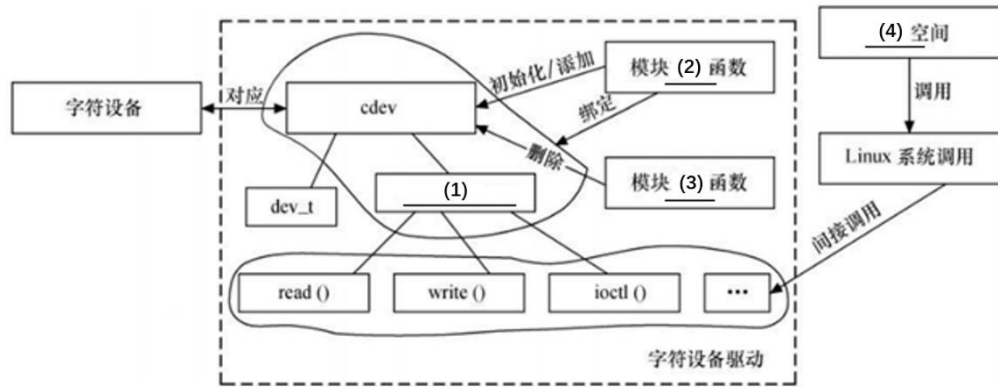 (4) 空间
调用
Linux 系统调用
间接调用
字符设备
对应
cdev
初始化/添加
模块 (2) 函数
绑定
删除
模块 (3) 函数
dev_t
(1)
read ()
write ()
ioctl ()
•••
字符设备驱动